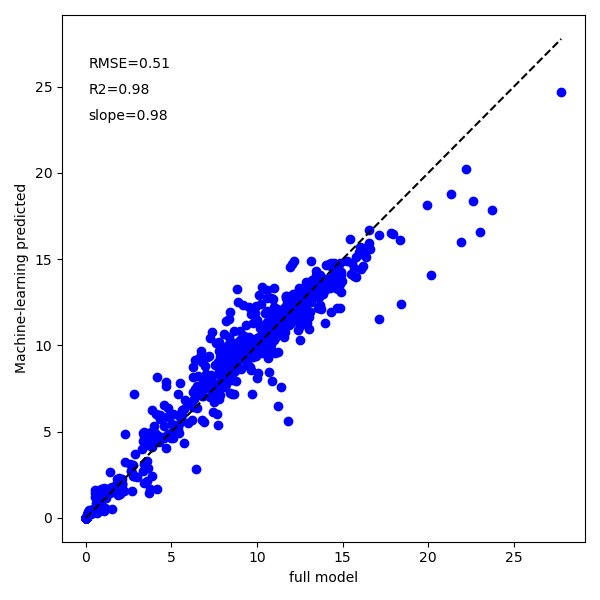 RMSE=0.51
R2=0.98
slope=0.98
Machine-learning predicted
25
20
15
10
5
0
0 5 10 15 20 25
full model